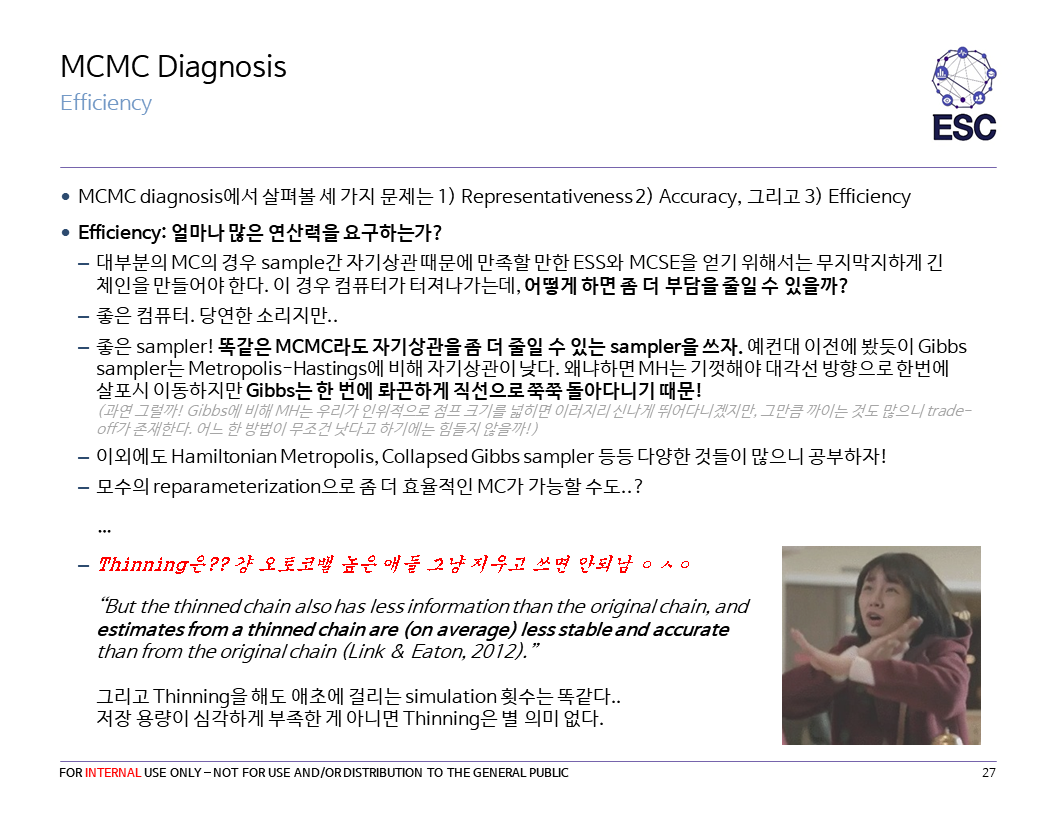 MCMC Diagnosis
Efficiency
ESC
• MCMC diagnosis에서 살펴볼 세 가지 문제는 1) Representativeness 2) Accuracy, 그리고 3) Efficiency
• Efficiency: 얼마나 많은 연산력을 요구하는가?
– 대부분의 MC의 경우 sample간 자기상관 때문에 만족할 만한 ESS와 MCSE을 얻기 위해서는 무지막지하게 긴
체인을 만들어야 한다. 이 경우 컴퓨터가 터져나가는데, 어떻게 하면 좀 더 부담을 줄일 수 있을까?
– 좋은 컴퓨터. 당연한 소리지만..
– 좋은 sampler! 똑같은 MCMC라도 자기상관을 좀 더 줄일 수 있는 sampler을 쓰자. 예컨대 이전에 봤듯이 Gibbs
sampler는 Metropolis-Hastings에 비해 자기상관이 낮다. 왜냐하면 MH는 기껏해야 대각선 방향으로 한번에
살포시 이동하지만 Gibbs는 한 번에 롸끈하게 직선으로 쭉쭉 돌아다니기 때문!
(과연 그럴까! Gibbs에 비해 MH는 우리가 인위적으로 점프 크기를 넓히면 이러지리 신나게 뛰어다니겠지만, 그만큼 까이는 것도 많으니 trade-
off가 존재한다. 어느 한 방법이 무조건 낫다고 하기에는 힘들지 않을까!)
– 이외에도 Hamiltonian Metropolis, Collapsed Gibbs sampler 등등 다양한 것들이 많으니 공부하자!
– 모수의 reparameterization으로 좀 더 효율적인 MC가 가능할 수도..?
...
– Thinning은?? 걍 오토코벨 높은 애들 그냥 지우고 쓰면 안되남 ㅇㅅㅇ
“But the thinned chain also has less information than the original chain, and
estimates from a thinned chain are (on average) less stable and accurate
than from the original chain (Link & Eaton, 2012).”
그리고 Thinning을 해도 애초에 걸리는 simulation 횟수는 똑같다..
저장 용량이 심각하게 부족한 게 아니면 Thinning은 별 의미 없다.
FOR INTERNAL USE ONLY – NOT FOR USE AND/OR DISTRIBUTION TO THE GENERAL PUBLIC
27